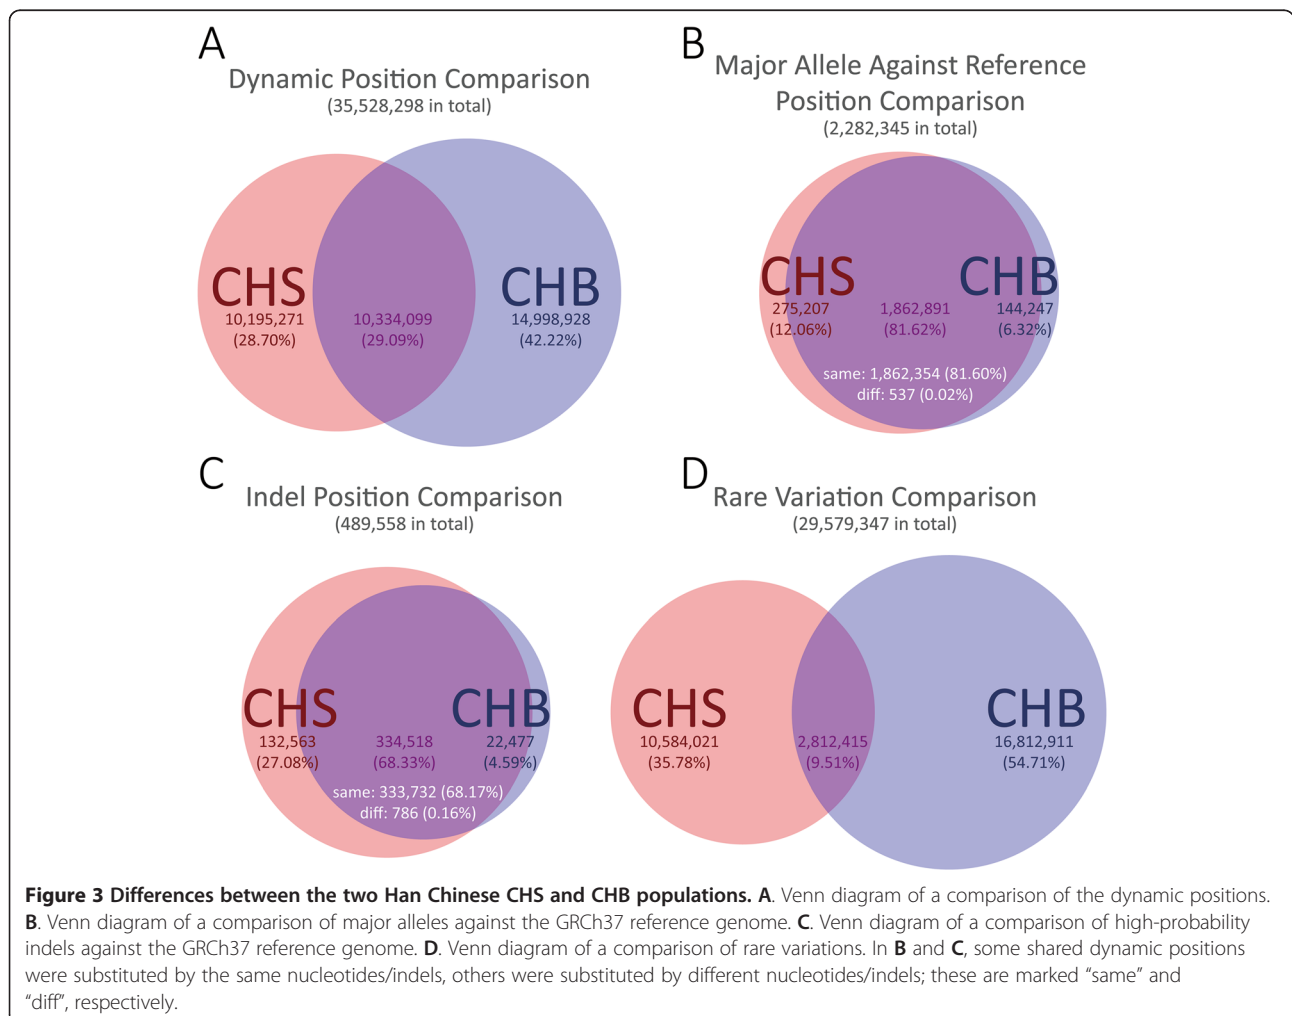 A
Dynamic Position Comparison
(35,528,298 in total)
CHS
10,195,271
(28.70%)
10,334,099
(29.09%)
CHB
14,998,928
(42.22%)
B
Major Allele Against Reference
Position Comparison
(2,282,345 in total)
CHS
275,207
(12.06%)
1,862,891
(81.62%)
CHB
144,247
(6.32%)
same: 1,862,354 (81.60%)
diff: 537 (0.02%)
C
Indel Position Comparison
(489,558 in total)
CHS
132,563
(27.08%)
334,518
(68.33%)
CHB
22,477
(4.59%)
same: 333,732 (68.17%)
diff: 786 (0.16%)
D
Rare Variation Comparison
(29,579,347 in total)
CHS
10,584,021
(35.78%)
2,812,415
(9.51%)
CHB
16,812,911
(54.71%)
Figure 3 Differences between the two Han Chinese CHS and CHB populations. A. Venn diagram of a comparison of the dynamic positions.
B. Venn diagram of a comparison of major alleles against the GRCh37 reference genome. C. Venn diagram of a comparison of high-probability
indels against the GRCh37 reference genome. D. Venn diagram of a comparison of rare variations. In B and C, some shared dynamic positions
were substituted by the same nucleotides/indels, others were substituted by different nucleotides/indels; these are marked “same” and
“diff”, respectively.